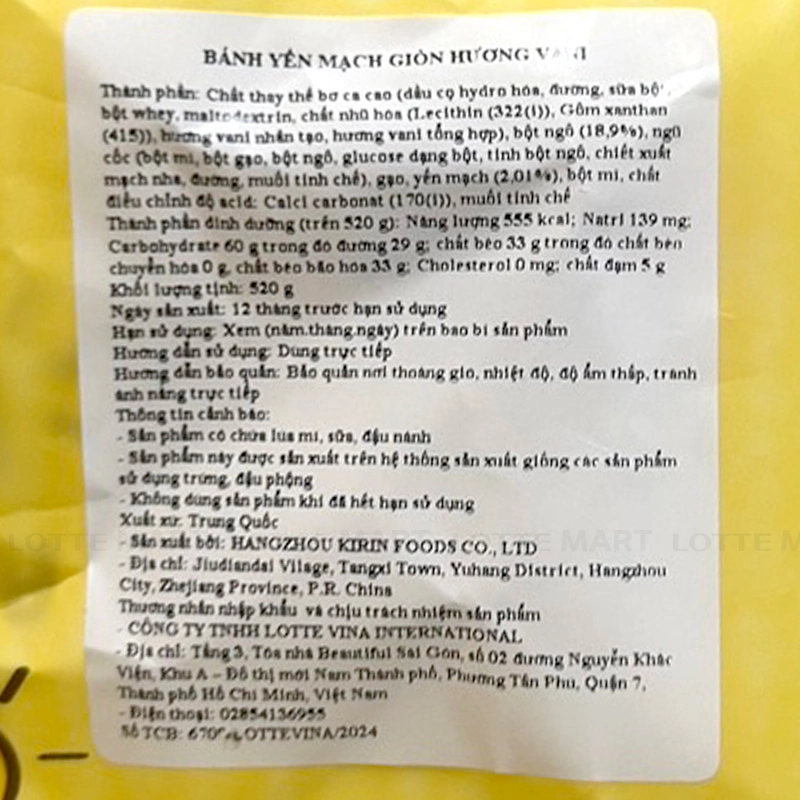 BÁNH YẾN MẠCH GIÒN HƯƠNG VANI
Thành phần: Chất thay thế bơ ca cao (dầu cọ hydro hóa, đường, sữa bột,
bột whey, maltodextrin, chất nhũ hóa (Lecithin (322(i)), Gôm xanthan
(415)), hương vani nhân tạo, hương vani tổng hợp), bột ngô (18,9%), ngũ
cốc (bột mì, bột gạo, bột ngô, glucose dạng bột, tinh bột ngô, chiết xuất
mạch nha, đường, muối tinh chế), gạo, yến mạch (2,01%), bột mì, chất
điều chỉnh độ acid: Calci carbonat (170(i)), muối tinh chế
Thành phần dinh dưỡng (trên 520 g): Năng lượng 555 kcal; Natri 139 mg;
Carbohydrate 60 g trong đó đường 29 g; chất béo 33 g trong đó chất béo
chuyển hóa 0 g, chất béo bão hòa 33 g; Cholesterol 0 mg; chất đạm 5 g
Khối lượng tịnh: 520 g
Ngày sản xuất: 12 tháng trước hạn sử dụng
Hạn sử dụng: Xem (năm.tháng.ngày) trên bao bì sản phẩm
Hướng dẫn sử dụng: Dùng trực tiếp
Hướng dẫn bảo quản: Bảo quản nơi thoáng gió, nhiệt độ, độ ẩm thấp, tránh
ánh nắng trực tiếp
Thông tin cảnh báo:
- Sản phẩm có chứa lúa mì, sữa, đậu nành
- Sản phẩm này được sản xuất trên hệ thống sản xuất giống các sản phẩm
sử dụng trứng, đậu phộng
- Không dùng sản phẩm khi đã hết hạn sử dụng
Xuất xứ: Trung Quốc
- Sản xuất bởi: HANGZHOU KIRIN FOODS CO., LTD
- Địa chỉ: Jiudiandai Vilage, Tangxi Town, Yuhang District, Hangzhou
City, Zhejiang Province, P.R. China
Thương nhân nhập khẩu và chịu trách nhiệm sản phẩm
- CÔNG TY TNHH LOTTE VINA INTERNATIONAL
- Địa chỉ: Tầng 3, Tòa nhà Beautiful Sai Gon, số 02 đường Nguyễn Khắc
Viện, Khu A – Đô thị mới Nam Thành phố, Phường Tân Phú, Quận 7,
Thành phố Hồ Chí Minh, Việt Nam
- Điện thoại: 02854136955
Số TCB: LOTTEVINA/2024
LOTTE MART LOTTE